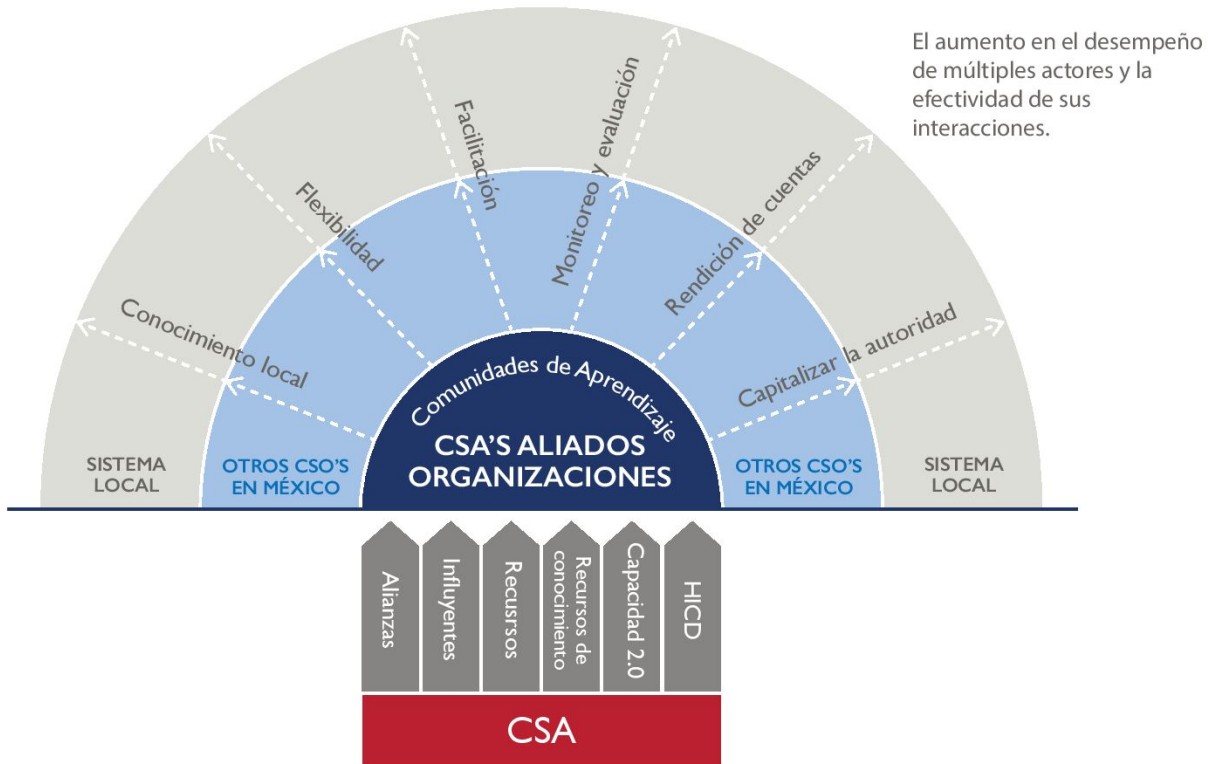 El aumento en el desempeño
de múltiples actores y la
efectividad de sus
interacciones.
Conocimiento local
Flexibilidad
Facilitación
Monitoreo y evaluación
Rendición de cuentas
Capitalizar la autoridad
Comunidades de Aprendizaje
CSA'S ALIADOS
ORGANIZACIONES
SISTEMA
LOCAL
OTROS CSO'S
EN MÉXICO
OTROS CSO'S
EN MÉXICO
SISTEMA
LOCAL
Alianzas
Influyentes
Recusrsos
Recursos de
conocimiento
Capacidad 2.0
HICD
CSA